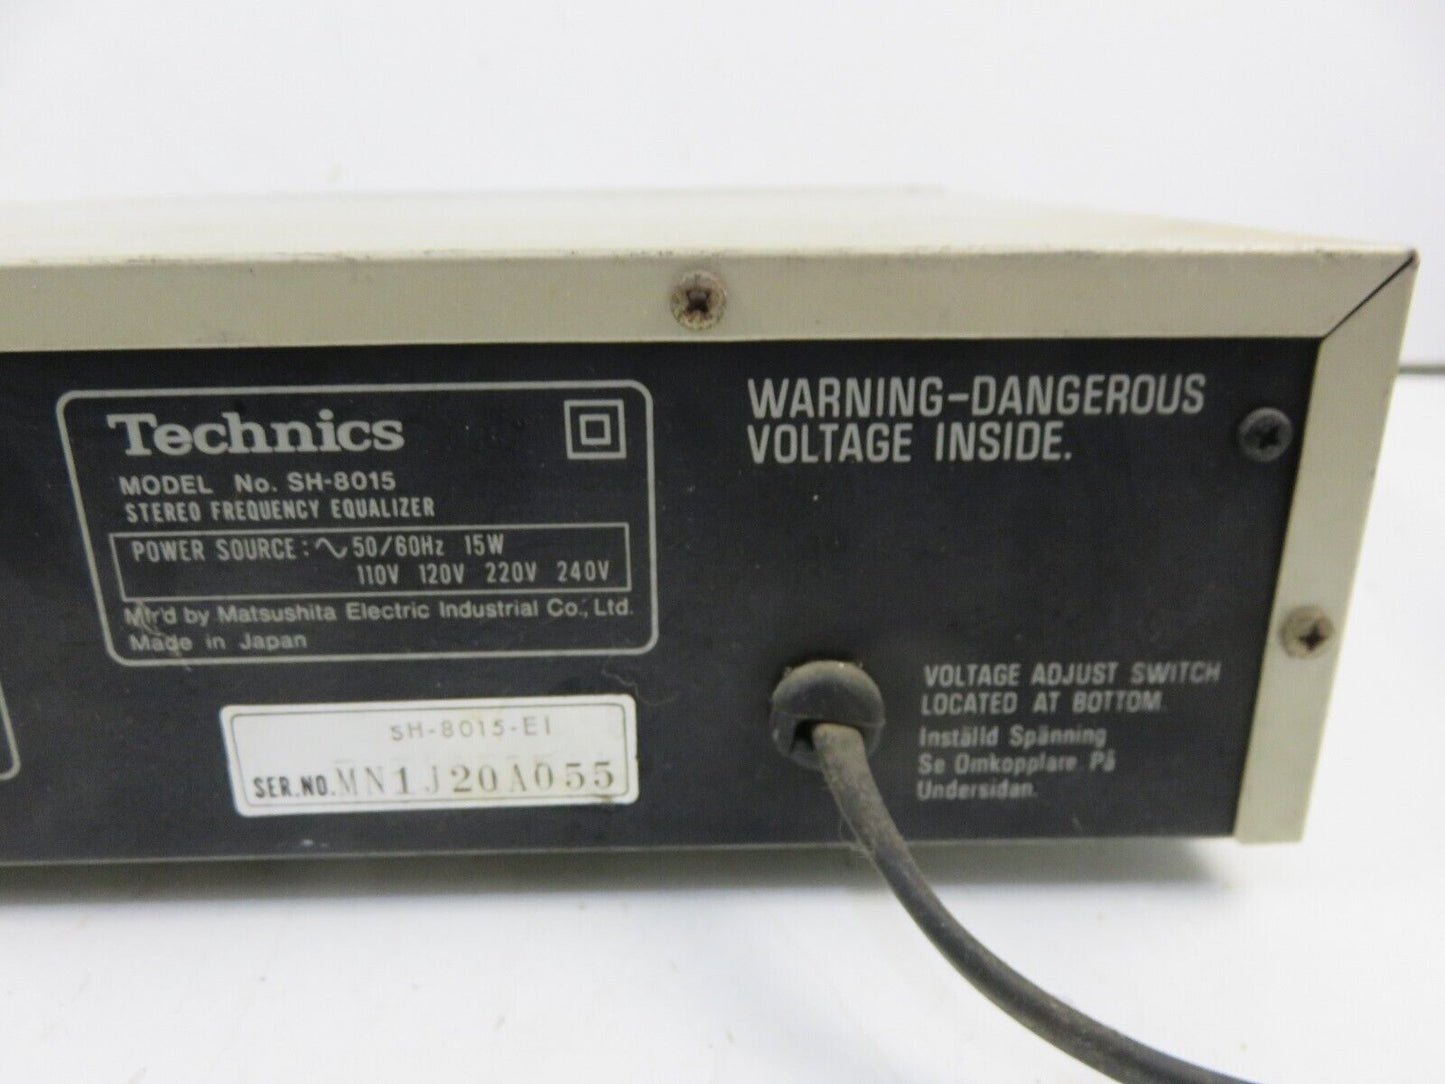 Technics
MODEL No. SH-8015
STEREO FREQUENCY EQUALIZER
POWER SOURCE: ∿ 50/60Hz 15W
110V 120V 220V 240V
Mfr'd by Matsushita Electric Industrial Co., Ltd.
Made in Japan
SH-8015-EI
SER.NO. MN1J20A055
WARNING-DANGEROUS
VOLTAGE INSIDE.
VOLTAGE ADJUST SWITCH
LOCATED AT BOTTOM.
Inställd Spänning
Se Omkopplare På
Undersidan.